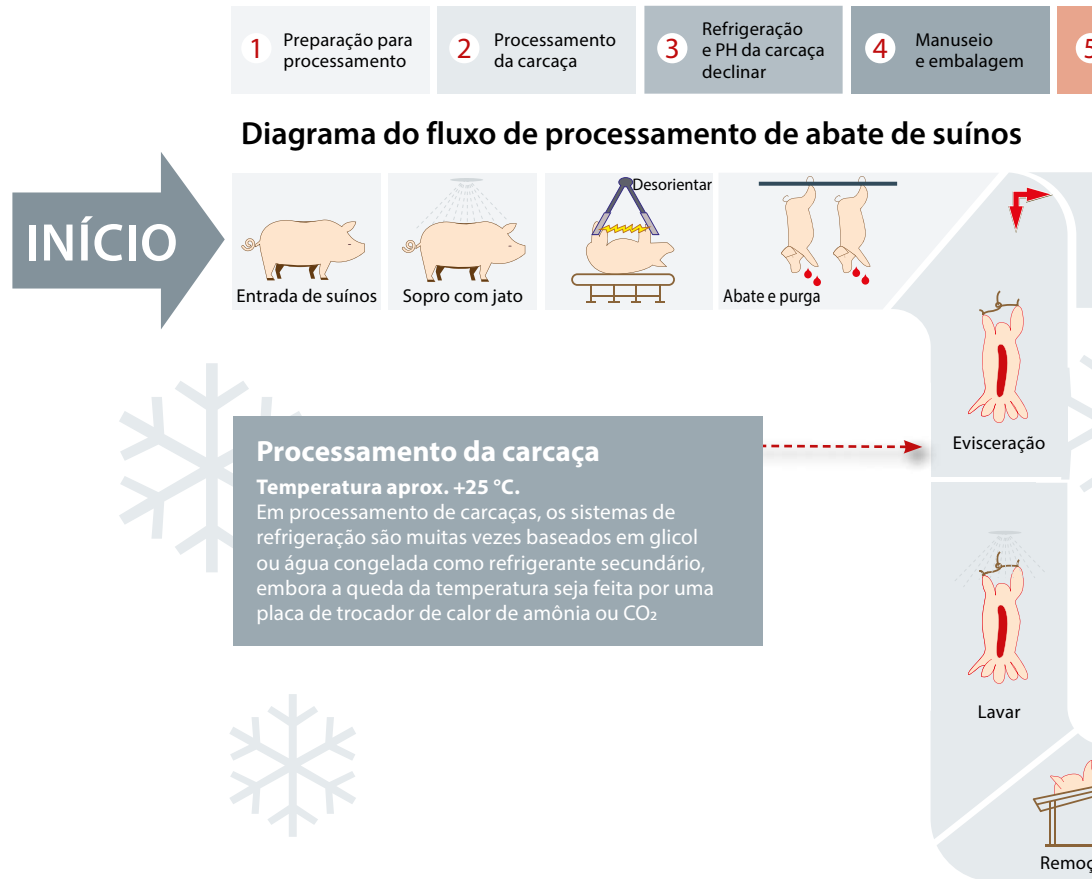 1 Preparação para
processamento
2 Processamento
da carcaça
3 Refrigeração
e PH da carcaça
declinar
4 Manuseio
e embalagem
5
Diagrama do fluxo de processamento de abate de suínos
INÍCIO
Entrada de suínos
Sopro com jato
Desorientar
Abate e purga
Evisceração
Processamento da carcaça
Temperatura aprox. +25 °C.
Em processamento de carcaças, os sistemas de
refrigeração são muitas vezes baseados em glicol
ou água congelada como refrigerante secundário,
embora a queda da temperatura seja feita por uma
placa de trocador de calor de amônia ou CO₂
Lavar